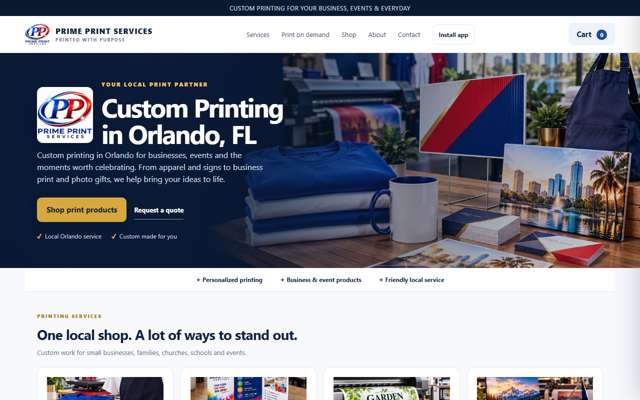 CUSTOM PRINTING FOR YOUR BUSINESS, EVENTS & EVERYDAY
PP
PRIME PRINT
SERVICES
PRIME PRINT SERVICES
PRINTED WITH PURPOSE
Services
Print on demand
Shop
About
Contact
Install app
Cart 0
YOUR LOCAL PRINT PARTNER
PP
PRIME PRINT
SERVICES
Custom Printing
in Orlando, FL
Custom printing in Orlando for businesses, events and the
moments worth celebrating. From apparel and signs to business
print and photo gifts, we help bring your ideas to life.
Shop print products
Request a quote
✓ Local Orlando service
✓ Custom made for you
Personalized printing
Business & event products
Friendly local service
PRINTING SERVICES
One local shop. A lot of ways to stand out.
Custom work for small businesses, families, churches, schools and events.
GARDEN